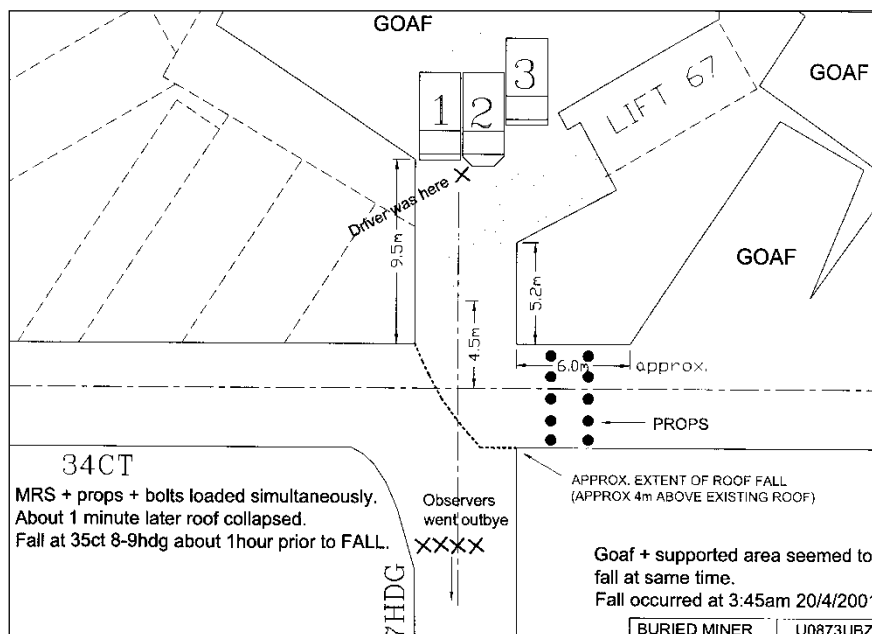 GOAF
GOAF
1
2
3
LIFT 67
Driver was here
9.5m
4.5m
5.2m
GOAF
6.0m approx.
PROPS
34CT
MRS + props + bolts loaded simultaneously.
About 1 minute later roof collapsed.
Fall at 35ct 8-9hdg about 1hour prior to FALL.
Observers
went outbye
APPROX. EXTENT OF ROOF FALL
(APPROX 4m ABOVE EXISTING ROOF)
7HDG
Goaf + supported area seemed to
fall at same time.
Fall occurred at 3:45am 20/4/2001
BURIED MINER
U0873UBZ